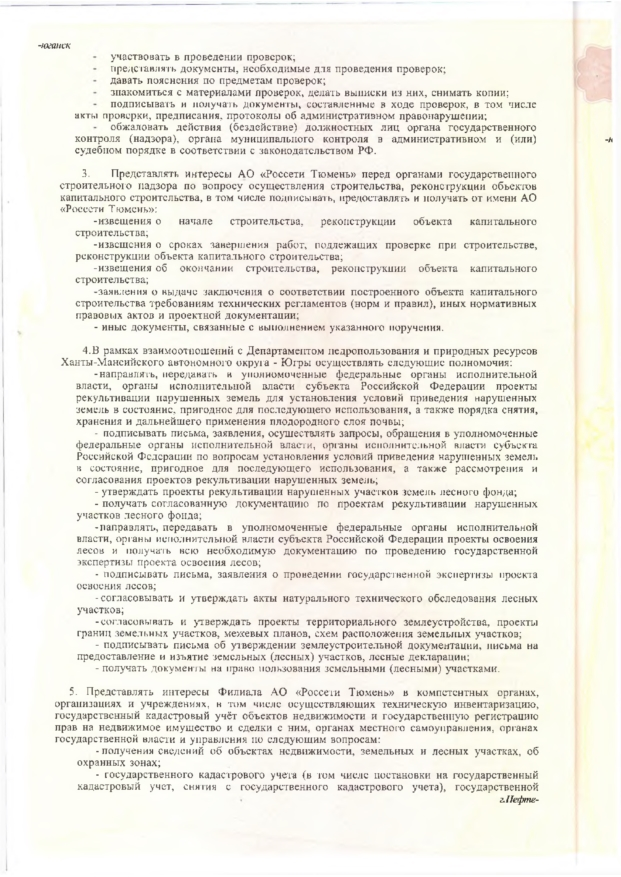 -юганск
- участвовать в проведении проверок;
- представлять документы, необходимые для проведения проверок;
- давать пояснения по предметам проверок;
- знакомиться с материалами проверок, делать выписки из них, снимать копии;
- подписывать и получать документы, составленные в ходе проверок, в том числе
акты проверки, предписания, протоколы об административном правонарушении;
- обжаловать действия (бездействие) должностных лиц органа государственного
контроля (надзора), органа муниципального контроля в административном и (или)
судебном порядке в соответствии с законодательством РФ.
3. Представлять интересы АО «Россети Тюмень» перед органами государственного
строительного надзора по вопросу осуществления строительства, реконструкции объектов
капитального строительства, в том числе подписывать, предоставлять и получать от имени АО
«Россети Тюмень»:
-извещения о начале строительства, реконструкции объекта капитального
строительства;
-извещения о сроках завершения работ, подлежащих проверке при строительстве,
реконструкции объекта капитального строительства;
-извещения об окончании строительства, реконструкции объекта капитального
строительства;
-заявления о выдаче заключения о соответствии построенного объекта капитального
строительства требованиям технических регламентов (норм и правил), иных нормативных
правовых актов и проектной документации;
- иные документы, связанные с выполнением указанного поручения.
4.В рамках взаимоотношений с Департаментом недропользования и природных ресурсов
Ханты-Мансийского автономного округа - Югры осуществлять следующие полномочия:
-направлять, передавать в уполномоченные федеральные органы исполнительной
власти, органы исполнительной власти субъекта Российской Федерации проекты
рекультивации нарушенных земель для установления условий приведения нарушенных
земель в состояние, пригодное для последующего использования, а также порядка снятия,
хранения и дальнейшего применения плодородного слоя почвы;
- подписывать письма, заявления, осуществлять запросы, обращения в уполномоченные
федеральные органы исполнительной власти, органы исполнительной власти субъекта
Российской Федерации по вопросам установления условий приведения нарушенных земель
в состояние, пригодное для последующего использования, а также рассмотрения и
согласования проектов рекультивации нарушенных земель;
- утверждать проекты рекультивации нарушенных участков земель лесного фонда;
- получать согласованную документацию по проектам рекультивации нарушенных
участков лесного фонда;
-направлять, передавать в уполномоченные федеральные органы исполнительной
власти, органы исполнительной власти субъекта Российской Федерации проекты освоения
лесов и получать всю необходимую документацию по проведению государственной
экспертизы проекта освоения лесов;
- подписывать письма, заявления о проведении государственной экспертизы проекта
освоения лесов;
-согласовывать и утверждать акты натурального технического обследования лесных
участков;
-согласовывать и утверждать проекты территориального землеустройства, проекты
границ земельных участков, межевых планов, схем расположения земельных участков;
- подписывать письма об утверждении землеустроительной документации, письма на
предоставление и изъятие земельных (лесных) участков, лесные декларации;
- получать документы на право пользования земельными (лесными) участками.
5. Представлять интересы Филиала АО «Россети Тюмень» в компетентных органах,
организациях и учреждениях, в том числе осуществляющих техническую инвентаризацию,
государственный кадастровый учёт объектов недвижимости и государственную регистрацию
прав на недвижимое имущество и сделки с ним, органах местного самоуправления, органах
государственной власти и управления по следующим вопросам:
- получения сведений об объектах недвижимости, земельных и лесных участках, об
охранных зонах;
- государственного кадастрового учета (в том числе постановки на государственный
кадастровый учет, снятия с государственного кадастрового учета), государственной
г.Нефте-